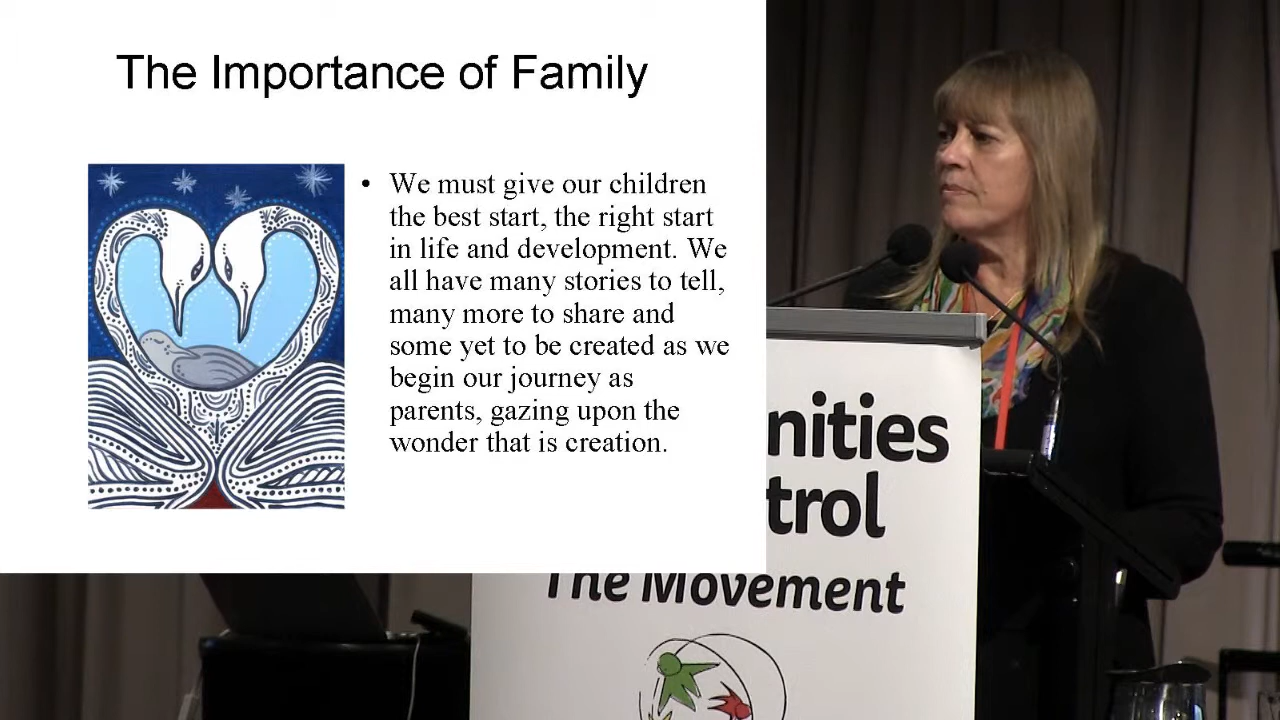 The Importance of Family
• We must give our children
the best start, the right start
in life and development. We
all have many stories to tell,
many more to share and
some yet to be created as we
begin our journey as
parents, gazing upon the
wonder that is creation.
nities
trol
The Movement